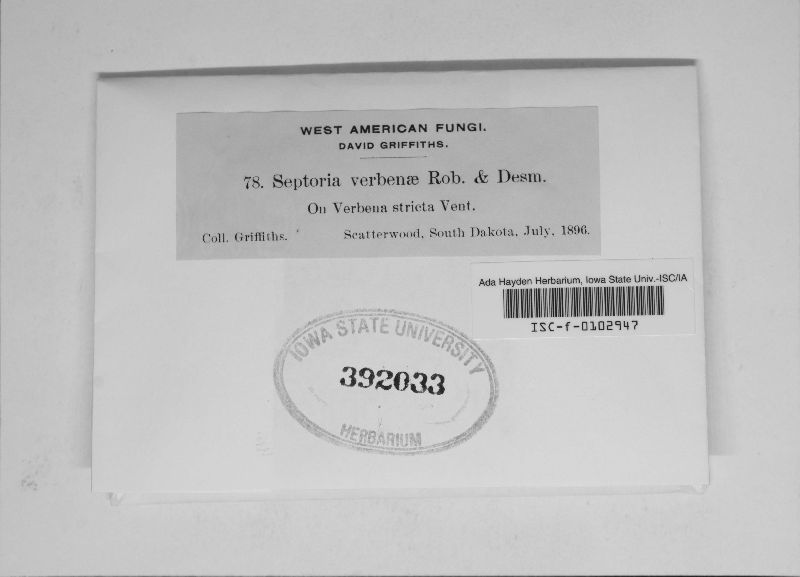 WEST AMERICAN FUNGI.
DAVID GRIFFITHS.
78. Septoria verbenæ Rob. & Desm.
On Verbena stricta Vent.
Coll. Griffiths. Scatterwood, South Dakota, July, 1896.
Ada Hayden Herbarium, Iowa State Univ.-ISC/IA
ISC-f-0102947
IOWA STATE UNIVERSITY
392033
HERBARIUM